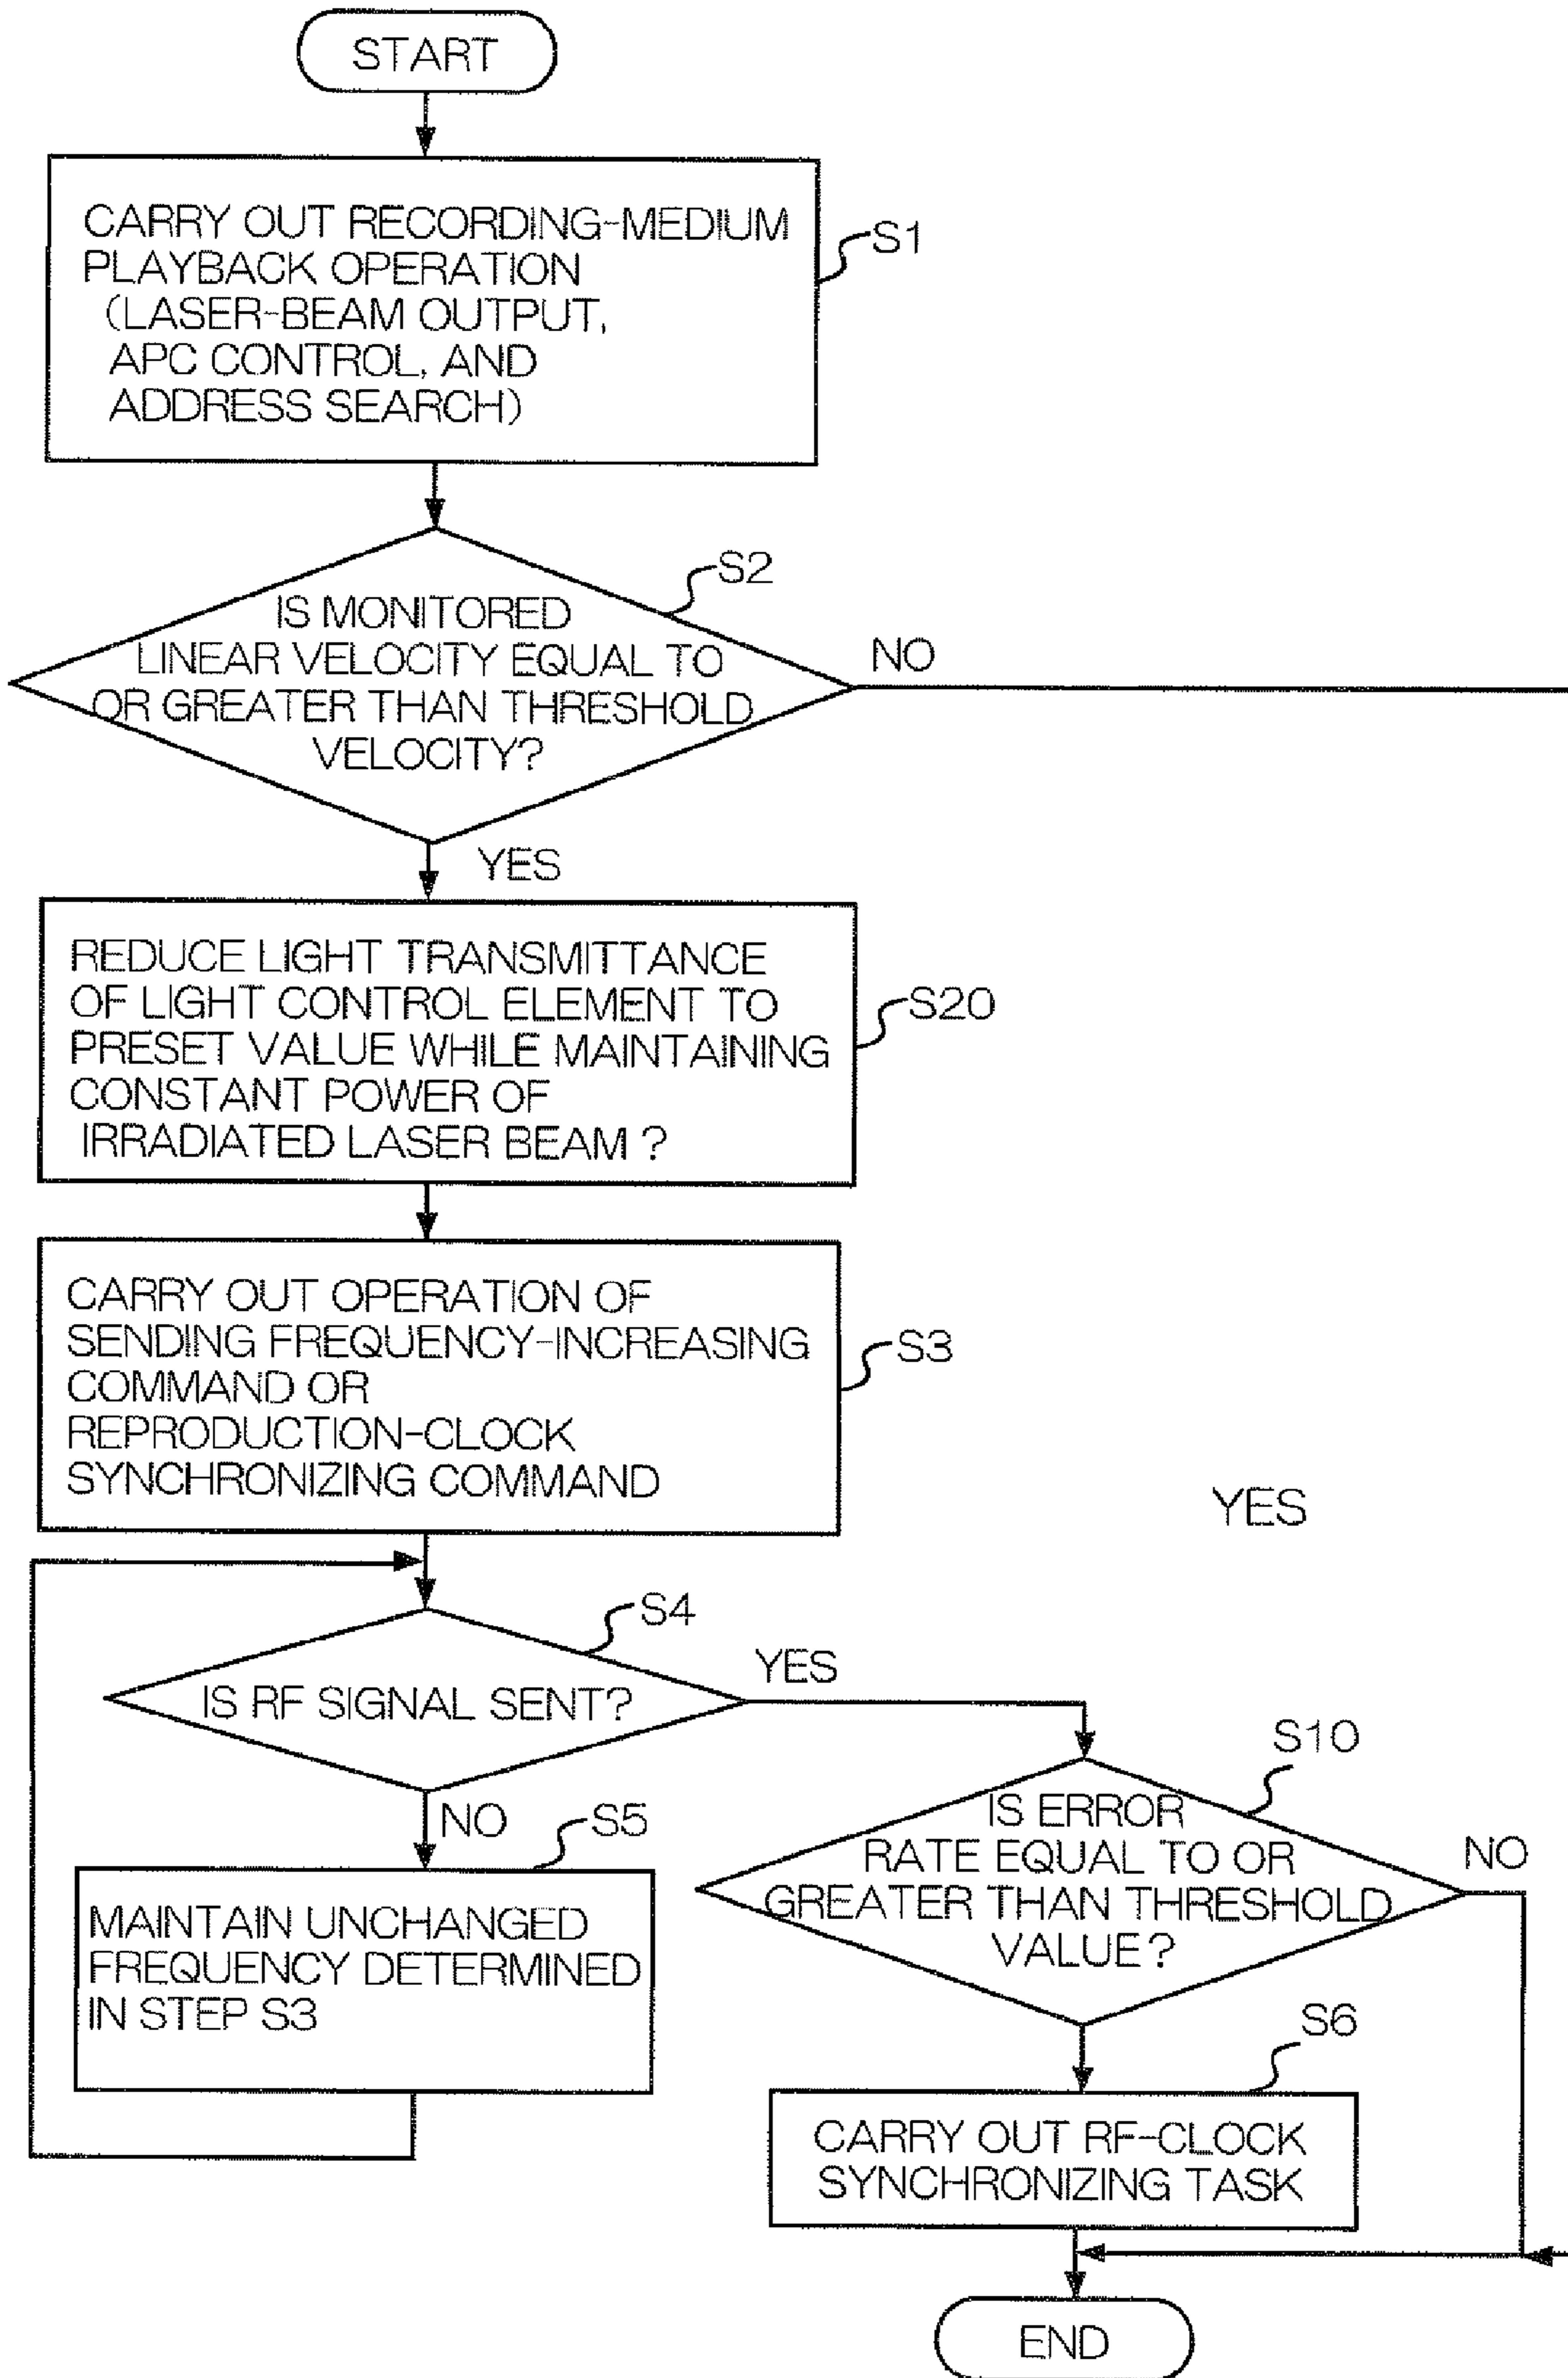 START
CARRY OUT RECORDING-MEDIUM
PLAYBACK OPERATION
(LASER-BEAM OUTPUT,
APC CONTROL, AND
ADDRESS SEARCH)
S1
S2
IS MONITORED
LINEAR VELOCITY EQUAL TO
OR GREATER THAN THRESHOLD
VELOCITY?
NO
YES
REDUCE LIGHT TRANSMITTANCE
OF LIGHT CONTROL ELEMENT TO
PRESET VALUE WHILE MAINTAINING
CONSTANT POWER OF
IRRADIATED LASER BEAM ?
S20
CARRY OUT OPERATION OF
SENDING FREQUENCY-INCREASING
COMMAND OR
REPRODUCTION-CLOCK
SYNCHRONIZING COMMAND
S3
YES
S4
IS RF SIGNAL SENT?
YES
NO
S5
MAINTAIN UNCHANGED
FREQUENCY DETERMINED
IN STEP S3
S10
IS ERROR
RATE EQUAL TO OR
GREATER THAN THRESHOLD
VALUE?
NO
S6
CARRY OUT RF-CLOCK
SYNCHRONIZING TASK
END